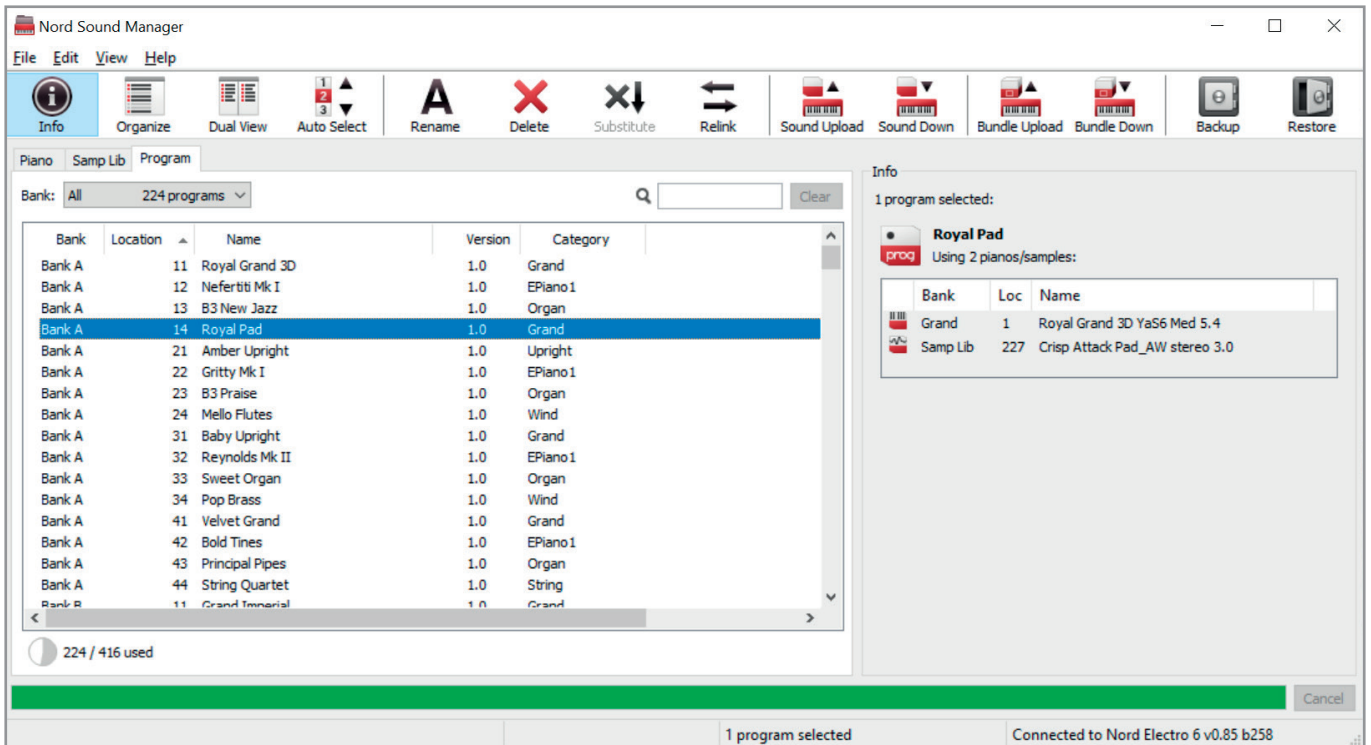 Nord Sound Manager
File Edit View Help
1
2
3
Info Organize Dual View Auto Select Rename Delete Substitute Relink Sound Upload Sound Down Bundle Upload Bundle Down Backup Restore
Piano Samp Lib Program
Bank: All 224 programs Clear
Bank Location Name Version Category
Bank A 11 Royal Grand 3D 1.0 Grand
Bank A 12 Nefertiti Mk I 1.0 EPiano1
Bank A 13 B3 New Jazz 1.0 Organ
Bank A 14 Royal Pad 1.0 Grand
Bank A 21 Amber Upright 1.0 Upright
Bank A 22 Gritty Mk I 1.0 EPiano1
Bank A 23 B3 Praise 1.0 Organ
Bank A 24 Mello Flutes 1.0 Wind
Bank A 31 Baby Upright 1.0 Grand
Bank A 32 Reynolds Mk II 1.0 EPiano1
Bank A 33 Sweet Organ 1.0 Organ
Bank A 34 Pop Brass 1.0 Wind
Bank A 41 Velvet Grand 1.0 Grand
Bank A 42 Bold Tines 1.0 EPiano1
Bank A 43 Principal Pipes 1.0 Organ
Bank A 44 String Quartet 1.0 String
Bank B 11 Grand Imperial 1.0 Grand
224 / 416 used
Info
1 program selected:
prog
Royal Pad
Using 2 pianos/samples:
Bank Loc Name
Grand 1 Royal Grand 3D YaS6 Med 5.4
Samp Lib 227 Crisp Attack Pad_AW stereo 3.0
Cancel
1 program selected Connected to Nord Electro 6 v0.85 b258